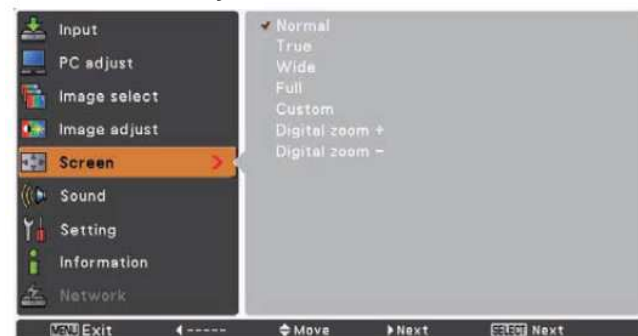 Input
PC adjust
Image select
Image adjust
Screen
Sound
Setting
Information
Network
Normal
True
Wide
Full
Custom
Digital zoom +
Digital zoom –
MENU Exit ◀----- ⬍Move ▶Next SELECT Next